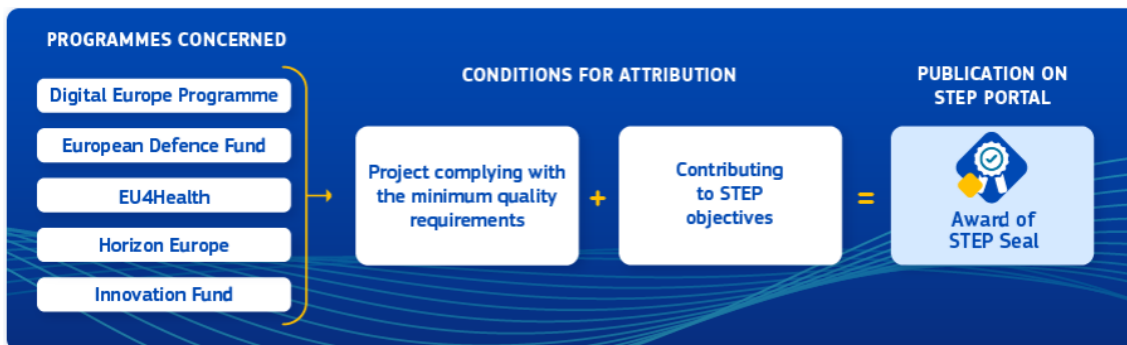 PROGRAMMES CONCERNED
Digital Europe Programme
European Defence Fund
EU4Health
Horizon Europe
Innovation Fund
CONDITIONS FOR ATTRIBUTION
Project complying with
the minimum quality
requirements
+
Contributing
to STEP
objectives
=
PUBLICATION ON
STEP PORTAL
Award of
STEP Seal